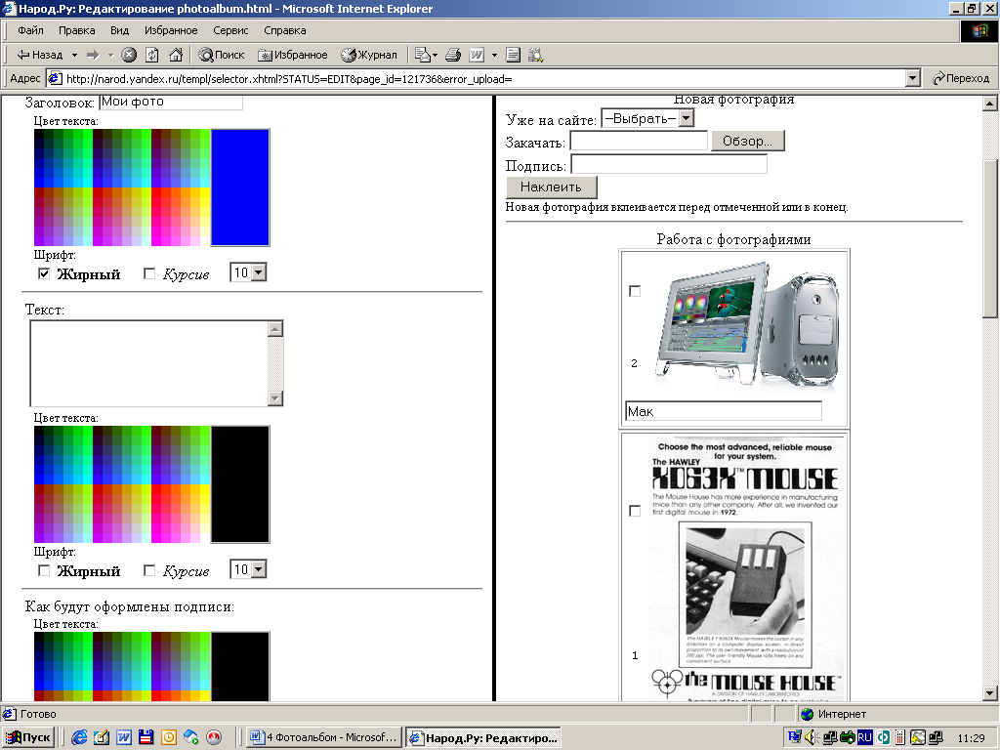 Народ.Ру: Редактирование photoalbum.html - Microsoft Internet Explorer
Файл Правка Вид Избранное Сервис Справка
Назад Поиск Избранное Журнал
Адрес http://narod.yandex.ru/templ/selector.xhtml?STATUS=EDIT&page_id=121736&error_upload= Переход
Заголовок: Мои фото
Цвет текста:
Шрифт:
Жирный Курсив 10
Текст:
Цвет текста:
Шрифт:
Жирный Курсив 10
Как будут оформлены подписи:
Цвет текста:
Новая фотография
Уже на сайте: –Выбрать–
Закачать: Обзор...
Подпись:
Наклеить
Новая фотография вклеивается перед отмеченной или в конец.
Работа с фотографиями
2
Мак
Choose the most advanced, reliable mouse
for your system.
The HAWLEY
X063X™ MOUSE
The Mouse House has more experience in manufacturing
mice than any other company. After all, we invented our
first digital mouse in 1972.
The HAWLEY X063X Mouse moves the cursor in any
direction on a computer display screen, in direct
proportion to its own movement, with a resolution of
200 ppi. The user-friendly Mouse rolls freely on any
convenient surface.
1
the MOUSE HOUSE™
A DIVISION OF HAWLEY LABORATORIES
Готово Интернет
Пуск 4 Фотоальбом - Microsof... Народ.Ру: Редактиро... RU 11:29